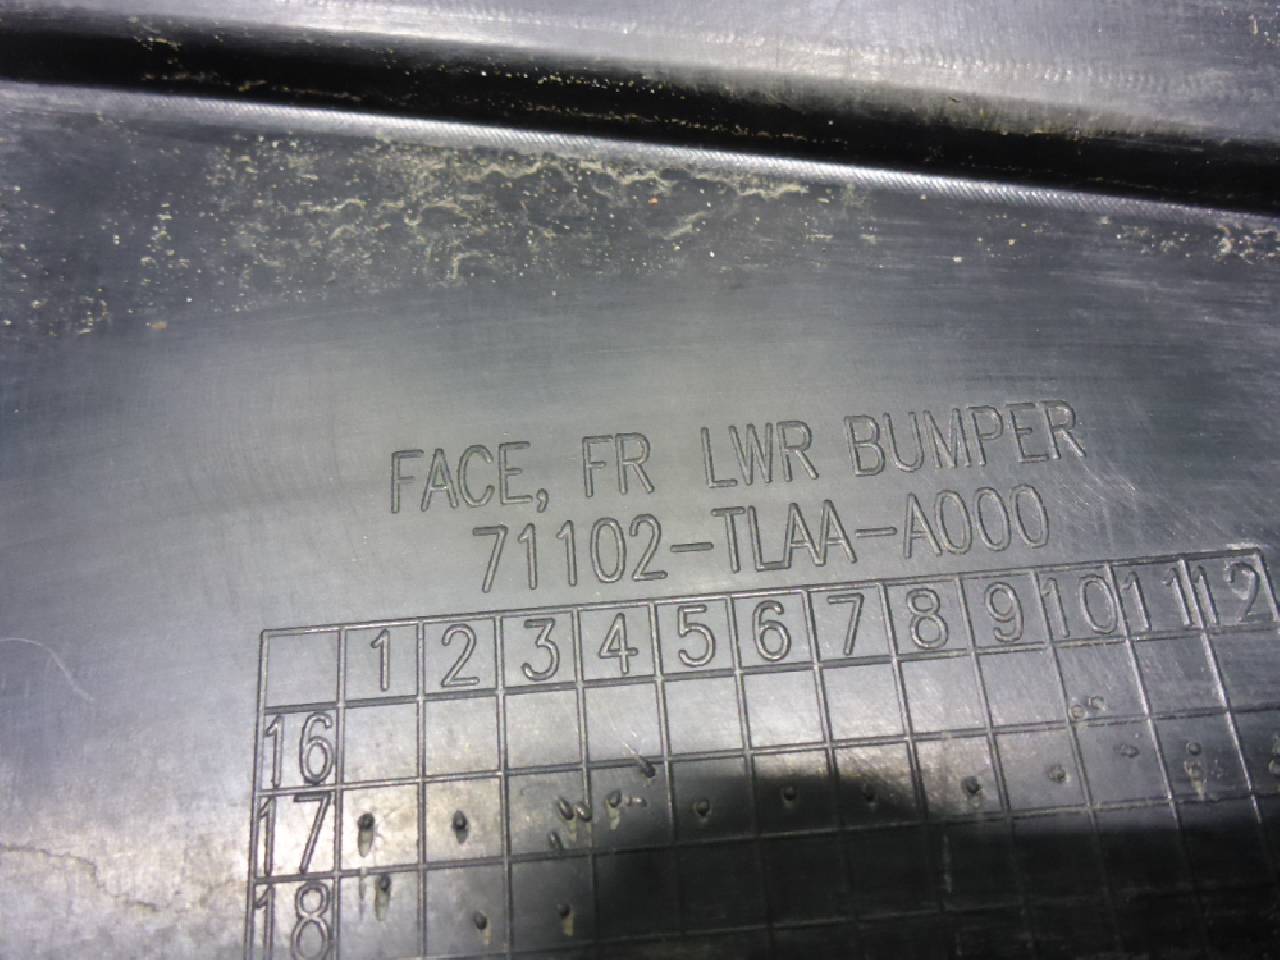 FACE, FR LWR BUMPER
71102-TLAA-A000
1 2 3 4 5 6 7 8 9 10 11 12
16
17
18